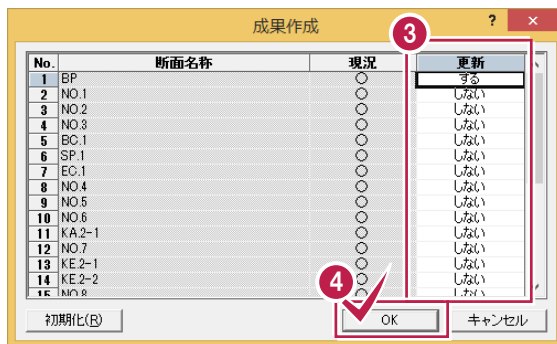 成果作成 ? ×
3
No. 断面名称 現況 更新
1 BP ○ する
2 NO.1 ○ しない
3 NO.2 ○ しない
4 NO.3 ○ しない
5 BC.1 ○ しない
6 SP.1 ○ しない
7 EC.1 ○ しない
8 NO.4 ○ しない
9 NO.5 ○ しない
10 NO.6 ○ しない
11 KA.2-1 ○ しない
12 NO.7 ○ しない
13 KE.2-1 ○ しない
14 KE.2-2 ○ しない
15 NO.8
4
初期化(R) OK キャンセル